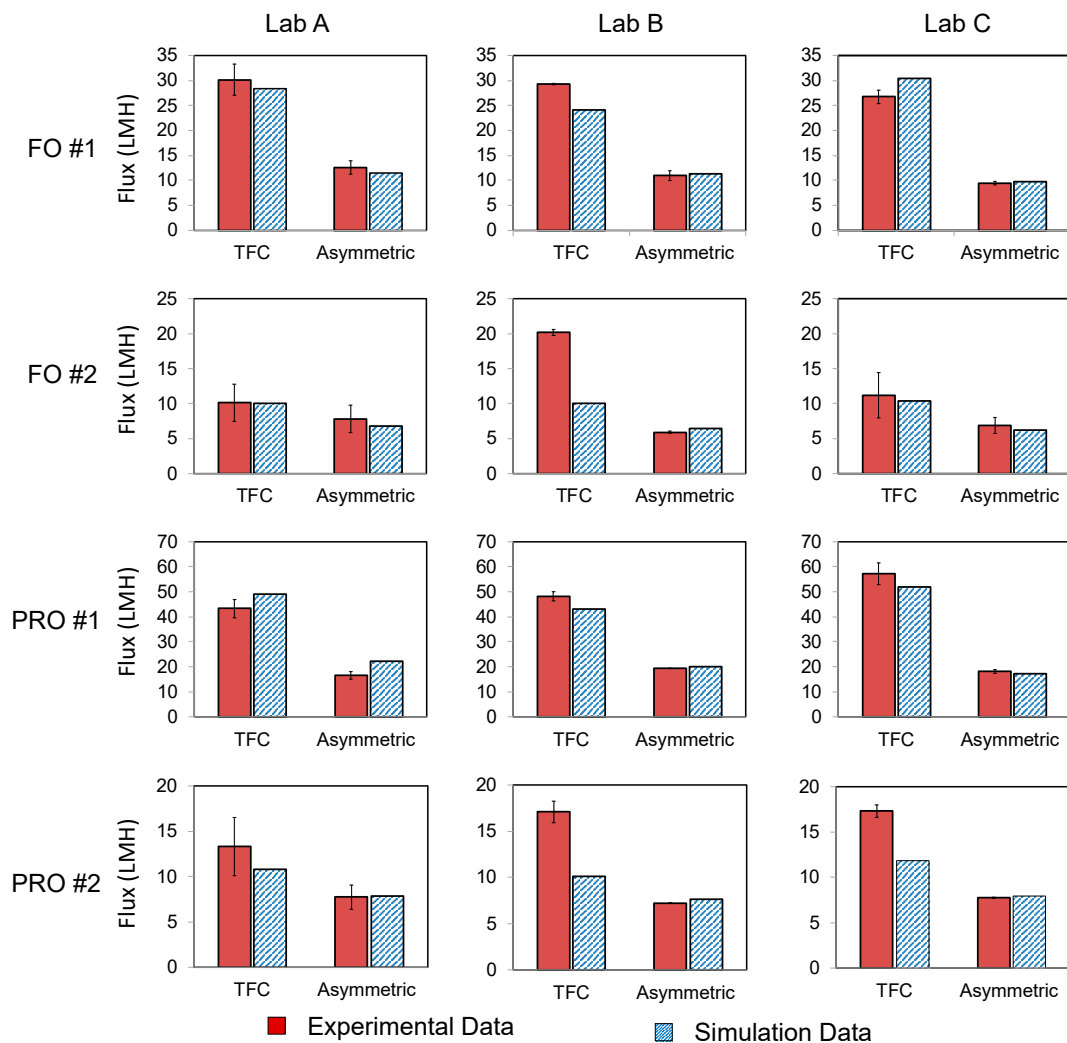 Lab A Lab B Lab C
FO #1
Flux (LMH)
35 30 25 20 15 10 5 0
TFC Asymmetric
35 30 25 20 15 10 5 0
TFC Asymmetric
35 30 25 20 15 10 5 0
TFC Asymmetric
FO #2
Flux (LMH)
25 20 15 10 5 0
TFC Asymmetric
25 20 15 10 5 0
TFC Asymmetric
25 20 15 10 5 0
TFC Asymmetric
PRO #1
Flux (LMH)
70 60 50 40 30 20 10 0
TFC Asymmetric
70 60 50 40 30 20 10 0
TFC Asymmetric
70 60 50 40 30 20 10 0
TFC Asymmetric
PRO #2
Flux (LMH)
20 15 10 5 0
TFC Asymmetric
20 15 10 5 0
TFC Asymmetric
20 15 10 5 0
TFC Asymmetric
Experimental Data Simulation Data